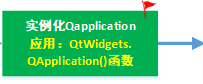 实例化Qapplication
应用：QtWidgets.
QApplication()函数